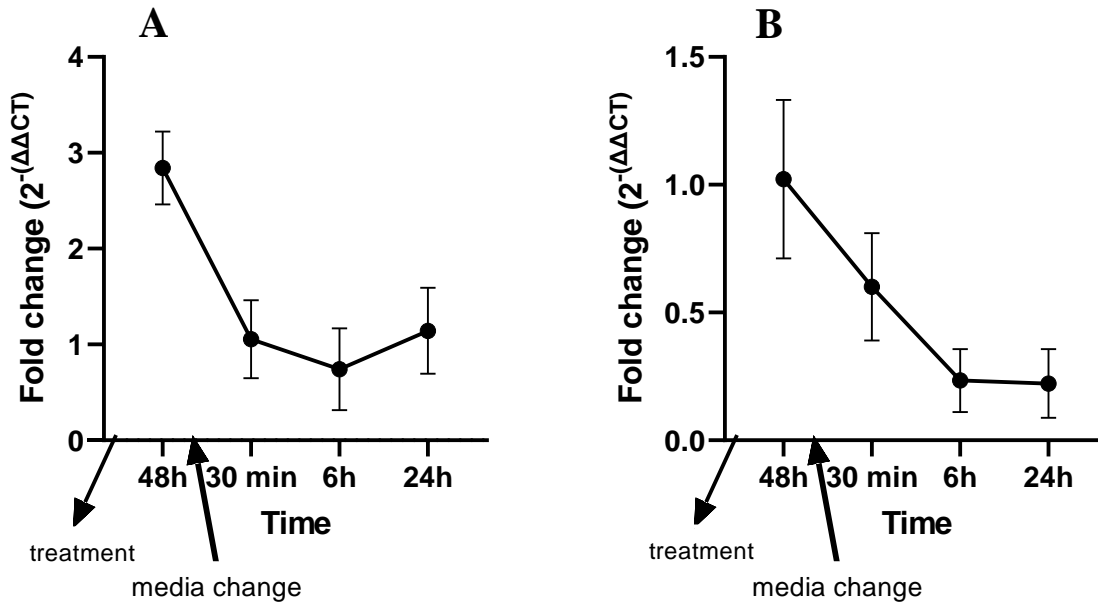 A
Fold change (2-(ΔΔCT)
4
3
2
1
0
48h 30 min 6h 24h
Time
treatment
media change
B
Fold change (2-(ΔΔCT)
1.5
1.0
0.5
0.0
48h 30 min 6h 24h
Time
treatment
media change